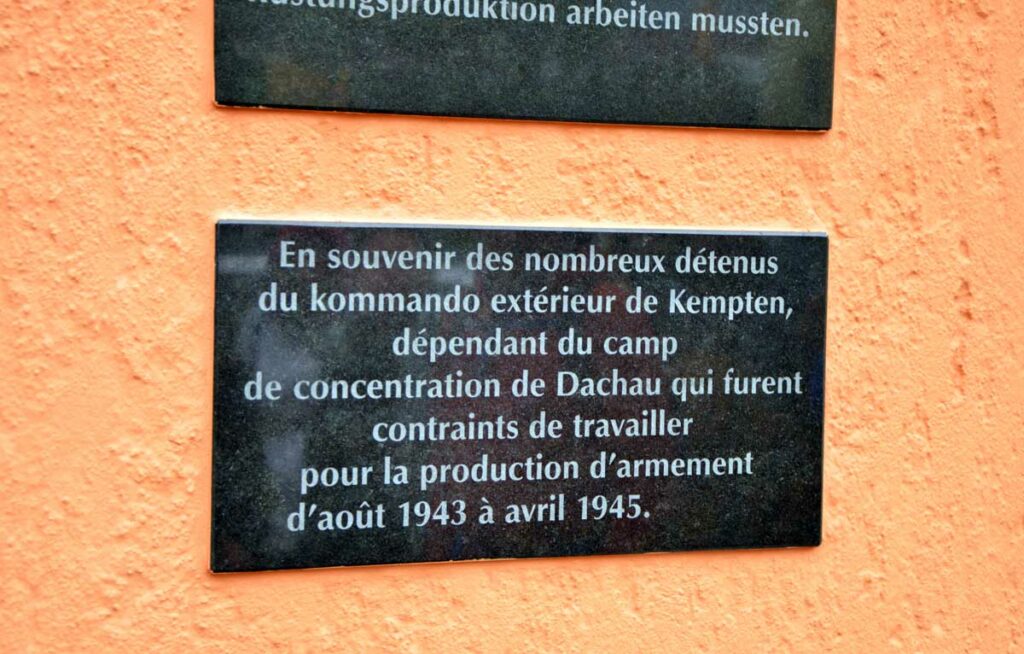 arbeiten mussten.
En souvenir des nombreux détenus
du kommando extérieur de Kempten,
dépendant du camp
de concentration de Dachau qui furent
contraints de travailler
pour la production d'armement
d'août 1943 à avril 1945.